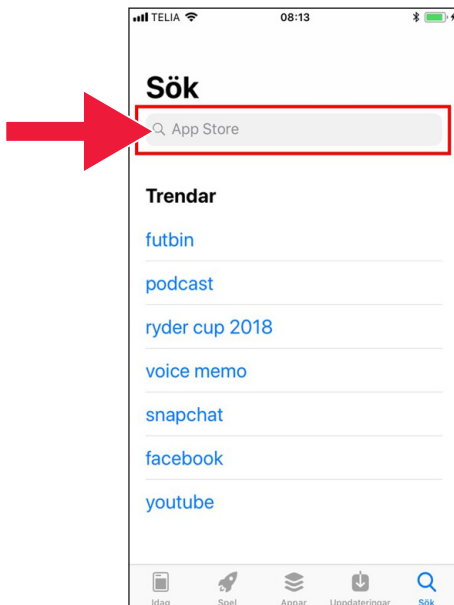 TELIA 08:13
Sök
App Store
Trendar
futbin
podcast
ryder cup 2018
voice memo
snapchat
facebook
youtube
Idag Spel Appar Uppdateringar Sök